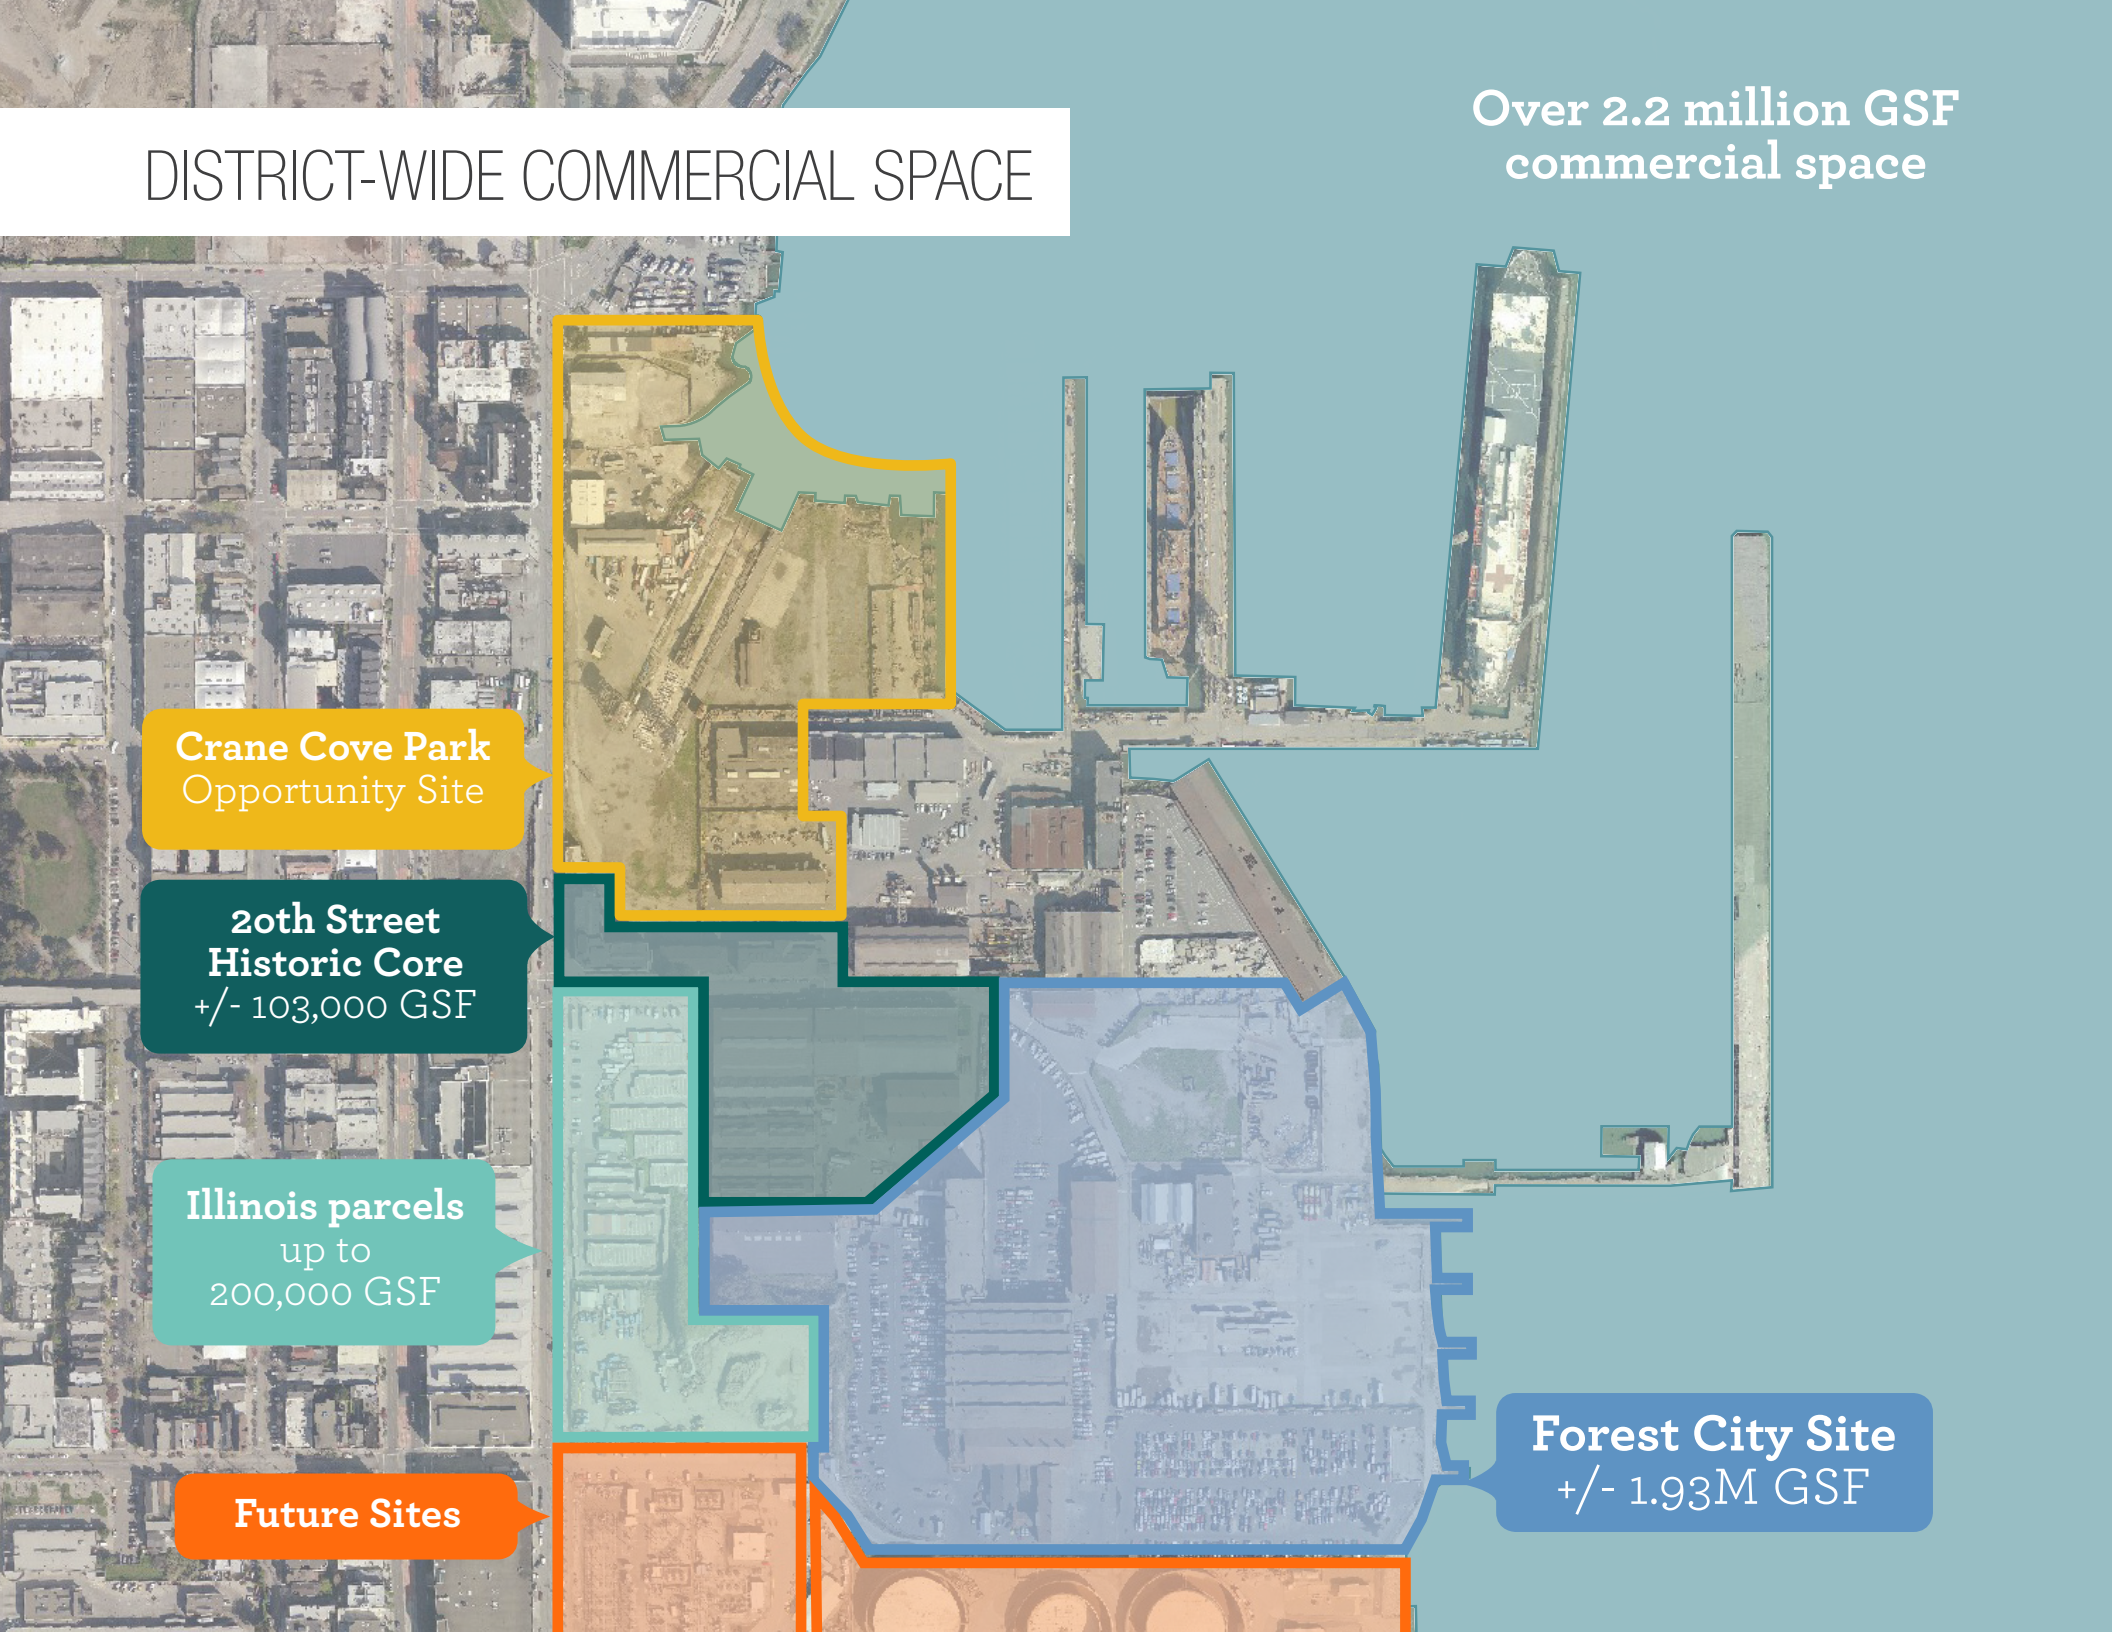 DISTRICT-WIDE COMMERCIAL SPACE
Over 2.2 million GSF
commercial space
Crane Cove Park
Opportunity Site
20th Street
Historic Core
+/- 103,000 GSF
Illinois parcels
up to
200,000 GSF
Future Sites
Forest City Site
+/- 1.93M GSF